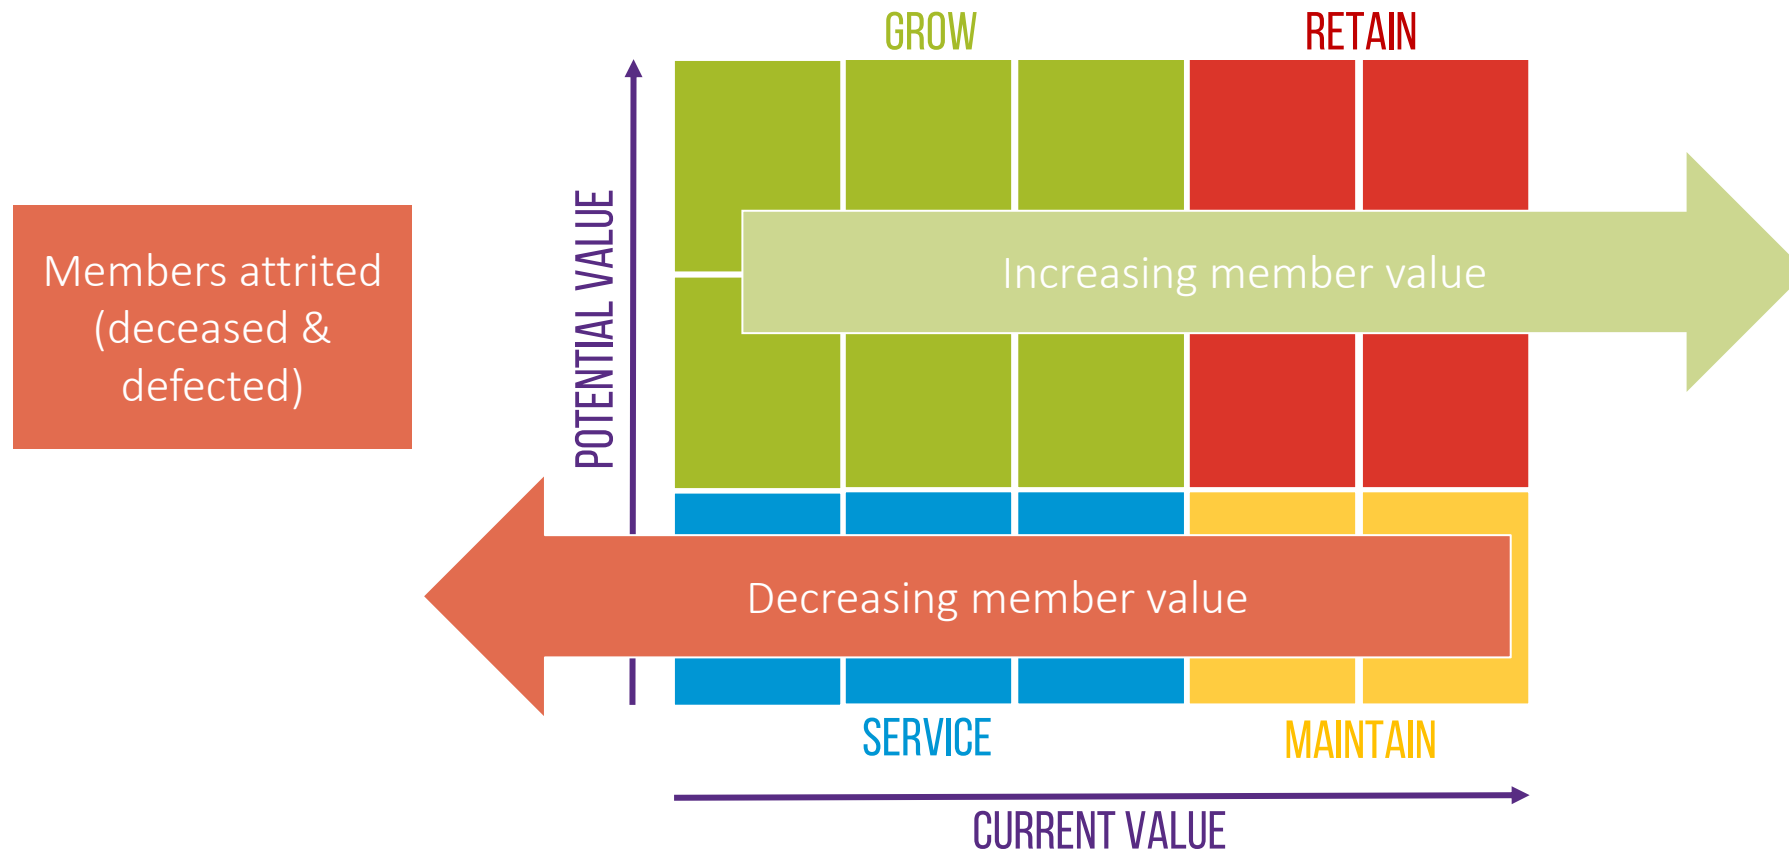 GROW
RETAIN
Members attrited
(deceased &
defected)
POTENTIAL VALUE
Increasing member value
Decreasing member value
SERVICE
MAINTAIN
CURRENT VALUE